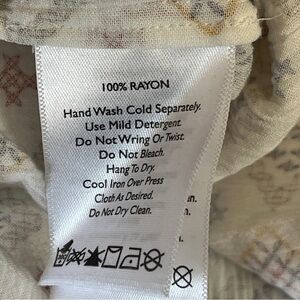 100% RAYON
Hand Wash Cold Separately.
Use Mild Detergent.
Do Not Wring Or Twist.
Do Not Bleach.
Hang To Dry.
Cool Iron Over Press
Cloth As Desired.
Do Not Dry Clean.